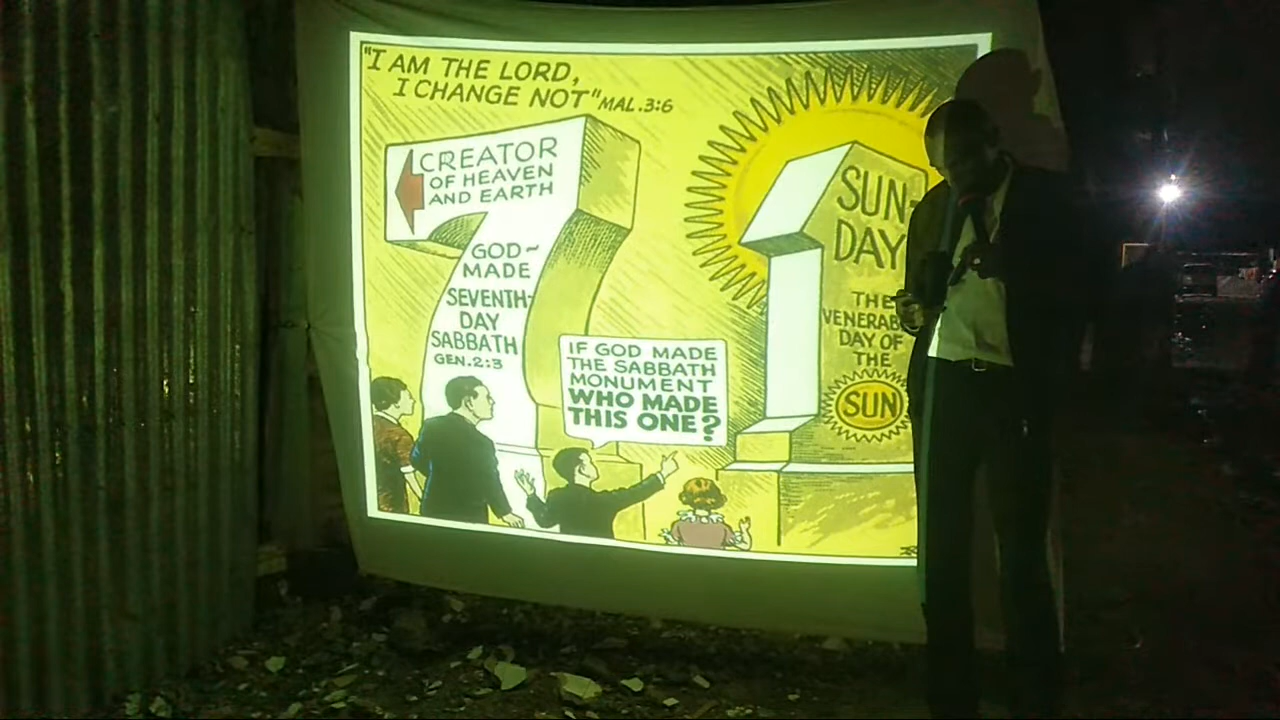 "I AM THE LORD,
I CHANGE NOT" MAL.3:6
CREATOR
OF HEAVEN
AND EARTH
GOD-
MADE
SEVENTH-
DAY
SABBATH
GEN.2:3
IF GOD MADE
THE SABBATH
MONUMENT
WHO MADE
THIS ONE?
SUN-
DAY
THE
VENERAB
DAY OF
THE
SUN